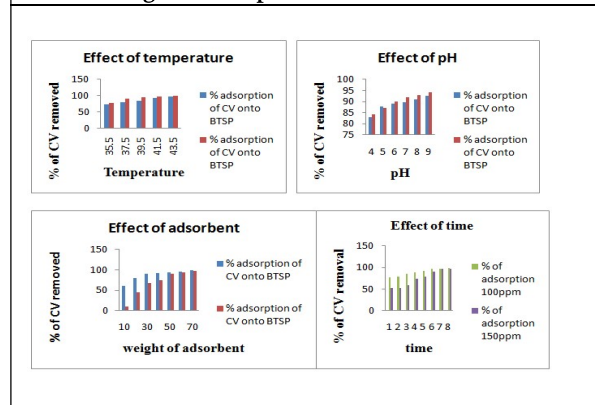 Effect of temperature
% of CV removed
150
100
50
0
35.5
37.5
39.5
41.5
43.5
Temperature
% adsorption
of CV onto
BTSP
% adsorption
of CV onto
BTSP
Effect of pH
% of CV removed
100
95
90
85
80
75
4 5 6 7 8 9
pH
% adsorption
of CV onto
BTSP
% adsorption
of CV onto
BTSP
Effect of adsorbent
% of CV removed
150
100
50
0
10 30 50 70
weight of adsorbent
% adsorption of
CV onto BTSP
% adsorption of
CV onto BTSP
Effect of time
% of CV removal
150
100
50
0
1 2 3 4 5 6 7 8
time
% of
adsorption
100ppm
% of
adsorption
150ppm